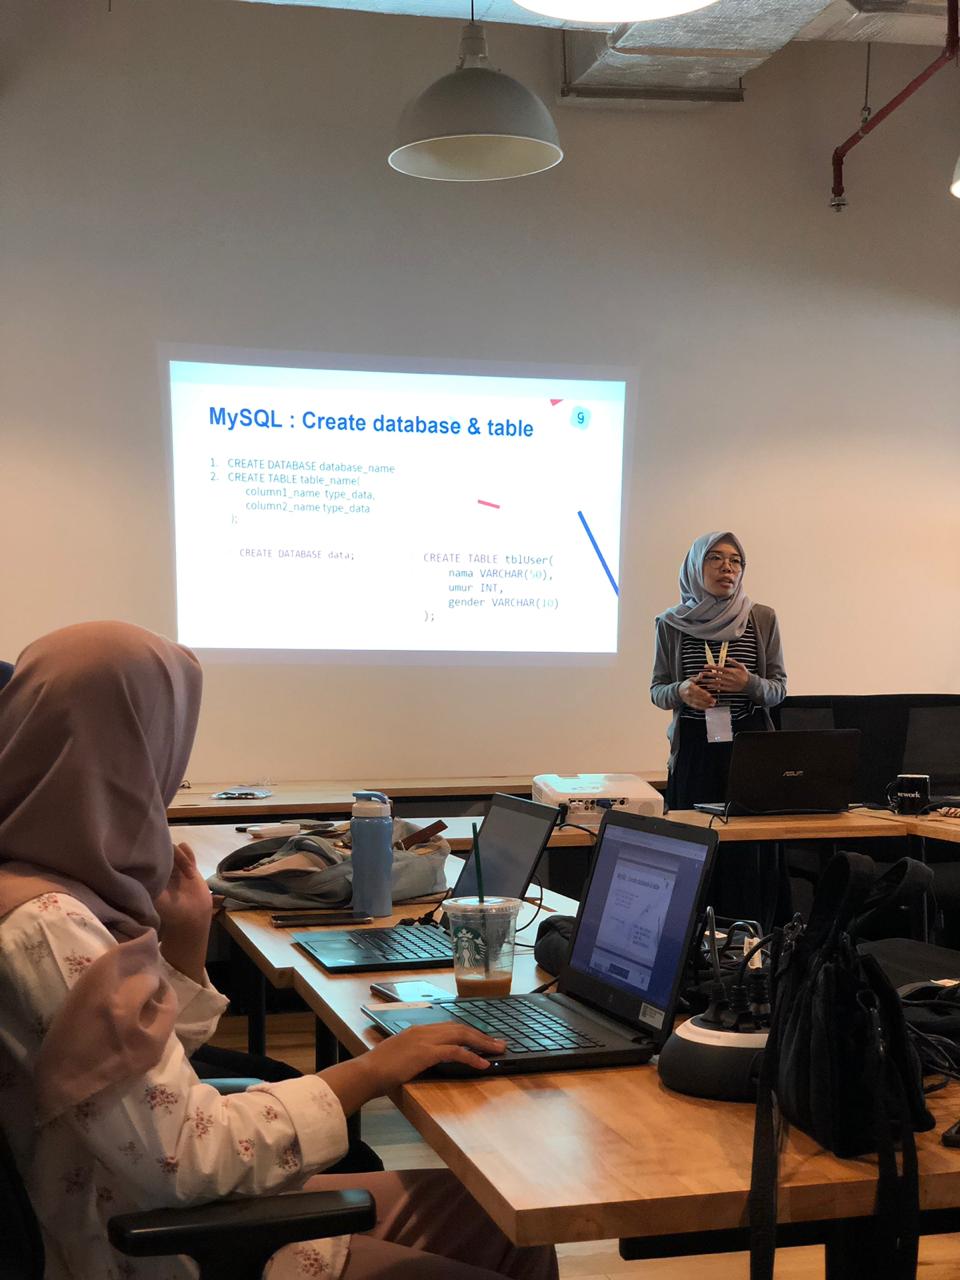 MySQL : Create database & table
9
1. CREATE DATABASE database_name
2. CREATE TABLE table_name(
column1_name type_data,
column2_name type_data
);
CREATE DATABASE data;
CREATE TABLE tblUser(
nama VARCHAR(50),
umur INT,
gender VARCHAR(10)
);
ASUS